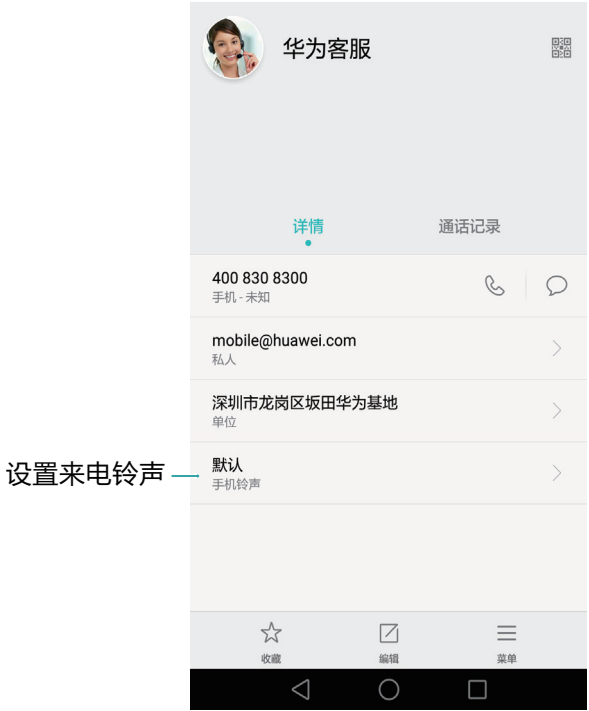 华为客服
详情
通话记录
400 830 8300
手机 - 未知
mobile@huawei.com
私人
深圳市龙岗区坂田华为基地
单位
设置来电铃声
默认
手机铃声
收藏
编辑
菜单